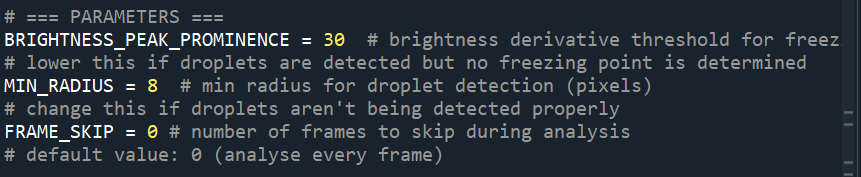 # === PARAMETERS ===
BRIGHTNESS_PEAK_PROMINENCE = 30  # brightness derivative threshold for freez
# lower this if droplets are detected but no freezing point is determined
MIN_RADIUS = 8  # min radius for droplet detection (pixels)
# change this if droplets aren't being detected properly
FRAME_SKIP = 0 # number of frames to skip during analysis
# default value: 0 (analyse every frame)